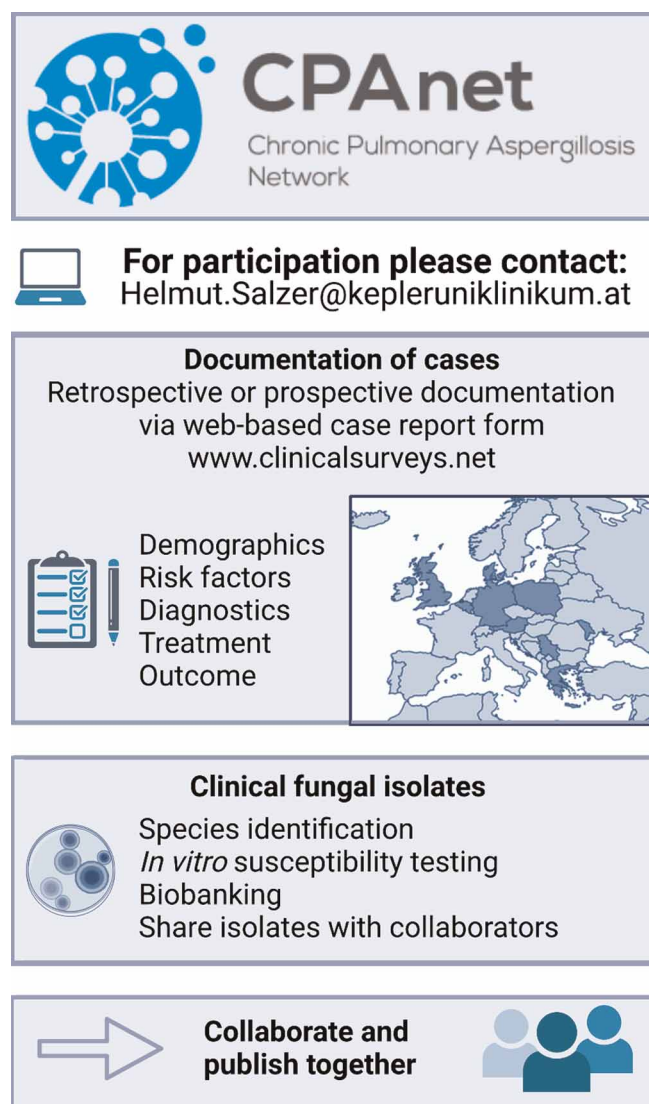 CPAnet
Chronic Pulmonary Aspergillosis
Network
For participation please contact:
Helmut.Salzer@kepleruniklinikum.at
Documentation of cases
Retrospective or prospective documentation
via web-based case report form
www.clinicalsurveys.net
Demographics
Risk factors
Diagnostics
Treatment
Outcome
Clinical fungal isolates
Species identification
In vitro susceptibility testing
Biobanking
Share isolates with collaborators
Collaborate and
publish together